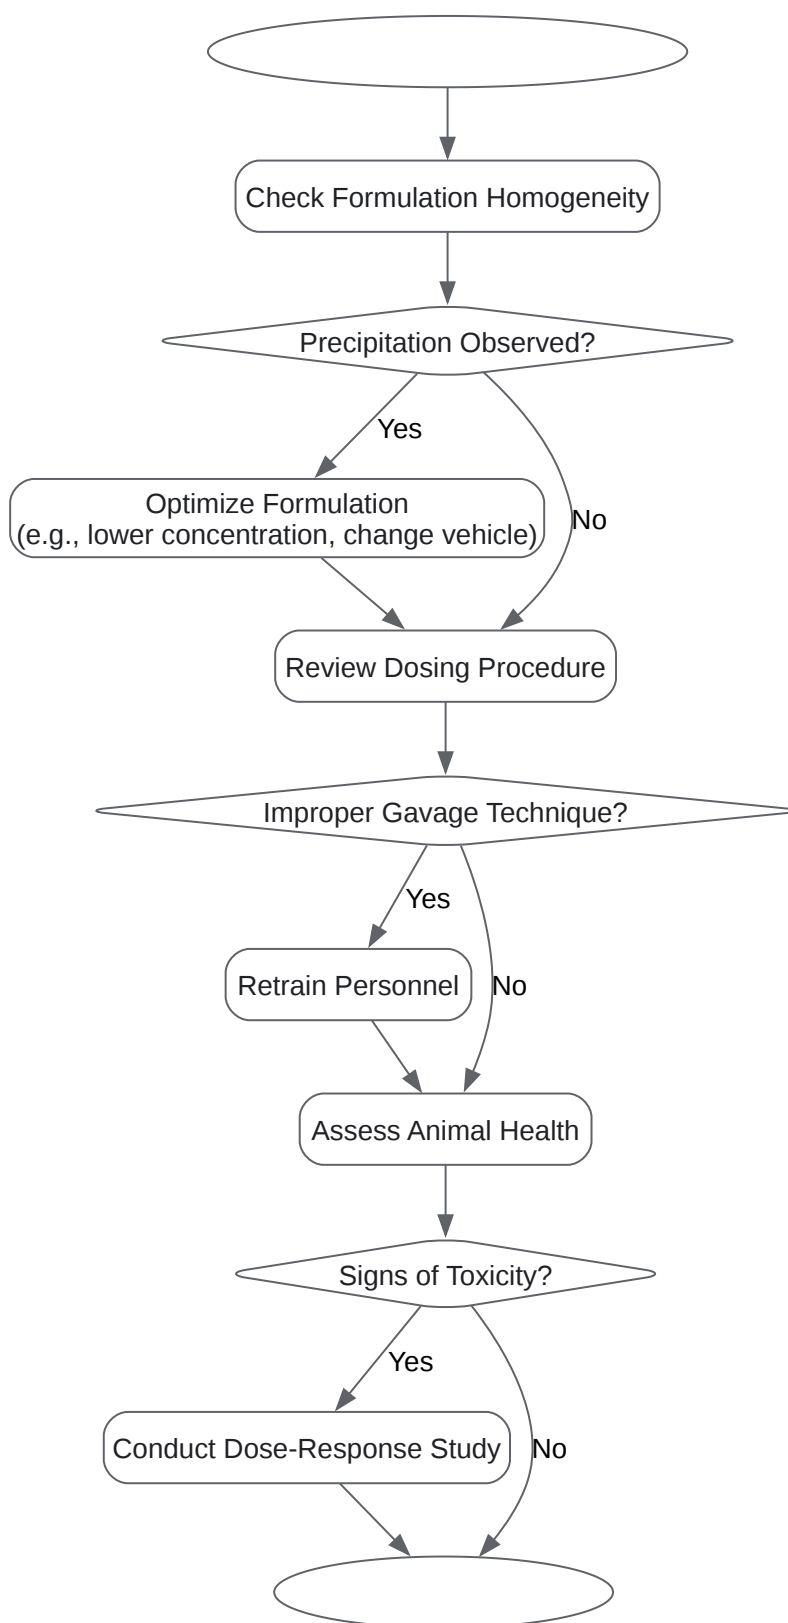 Check Formulation Homogeneity
Precipitation Observed?
Yes
Optimize Formulation
(e.g., lower concentration, change vehicle)
No
Review Dosing Procedure
Improper Gavage Technique?
Yes
Retrain Personnel
No
Assess Animal Health
Signs of Toxicity?
Yes
Conduct Dose-Response Study
No